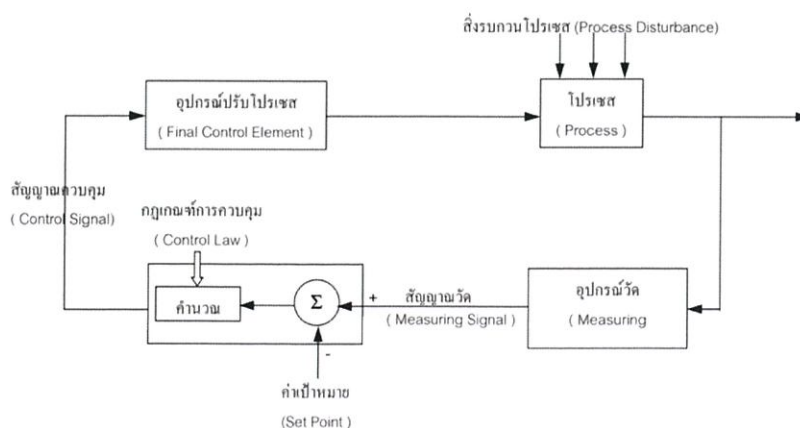 สิ่งรบกวนโปรเซส (Process Disturbance)
อุปกรณ์ปรับโปรเซส
( Final Control Element )
โปรเซส
( Process )
สัญญาณควบคุม
( Control Signal)
กฎเกณฑ์การควบคุม
( Control Law )
คำนวณ
Σ
+
-
สัญญาณวัด
( Measuring Signal )
อุปกรณ์วัด
( Measuring
ค่าเป้าหมาย
(Set Point )